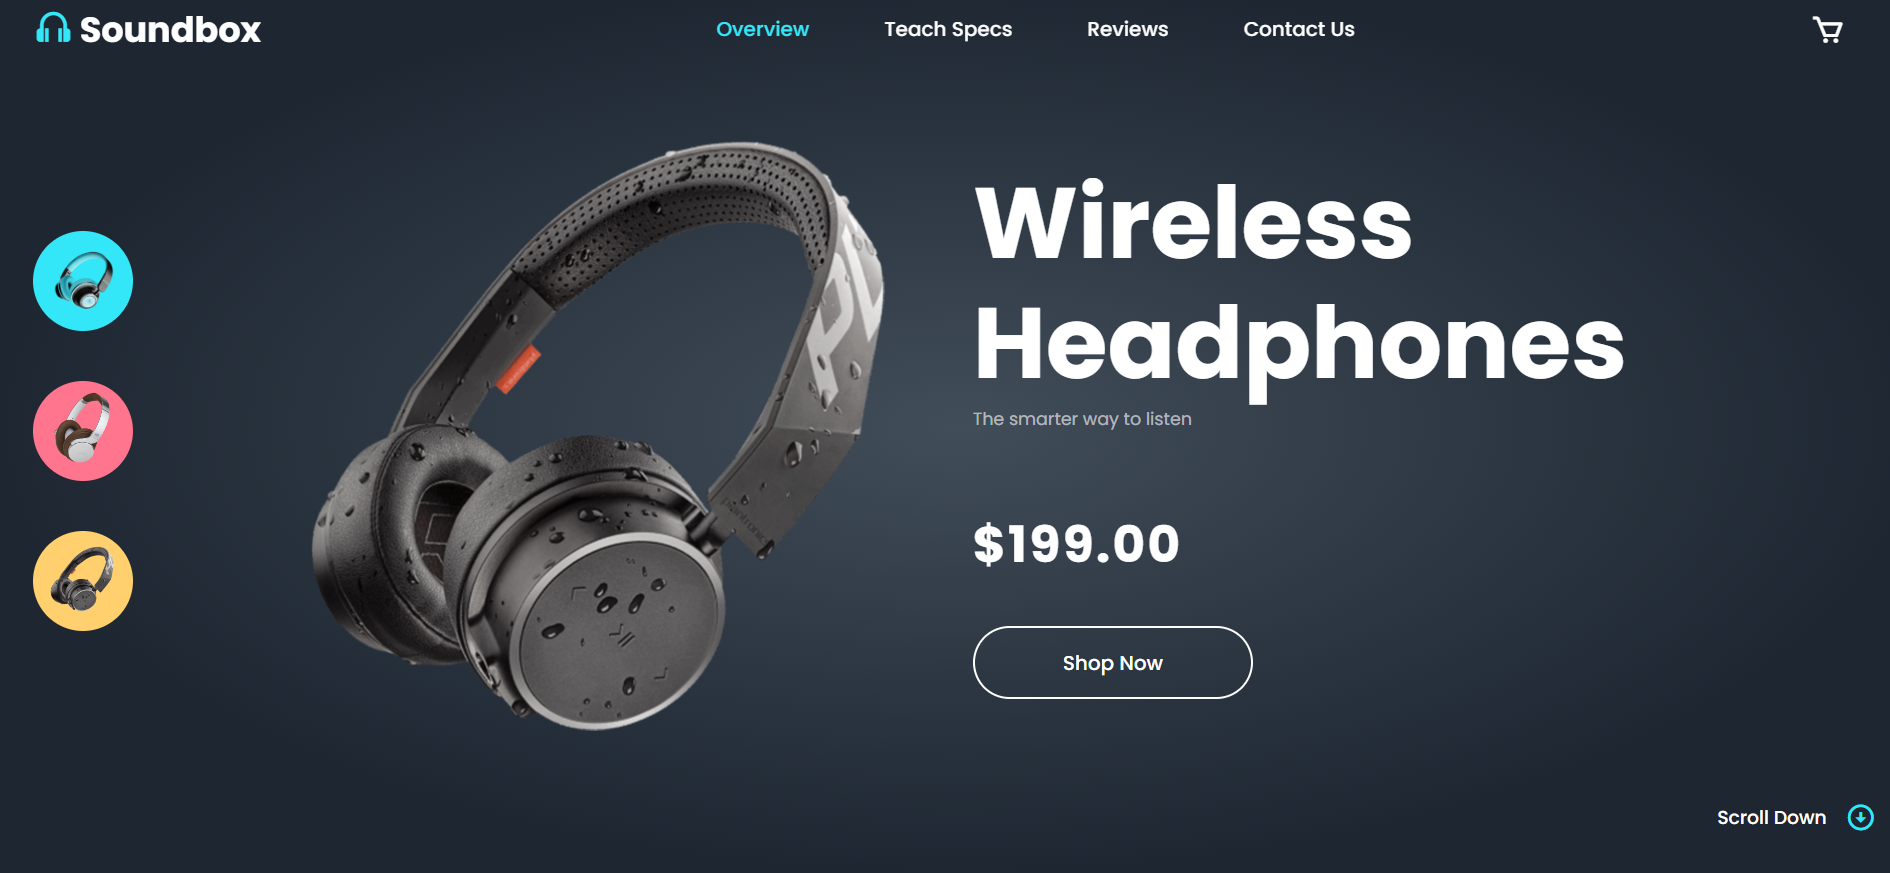 Soundbox
Overview
Teach Specs
Reviews
Contact Us
Wireless
Headphones
The smarter way to listen
$199.00
Shop Now
Scroll Down